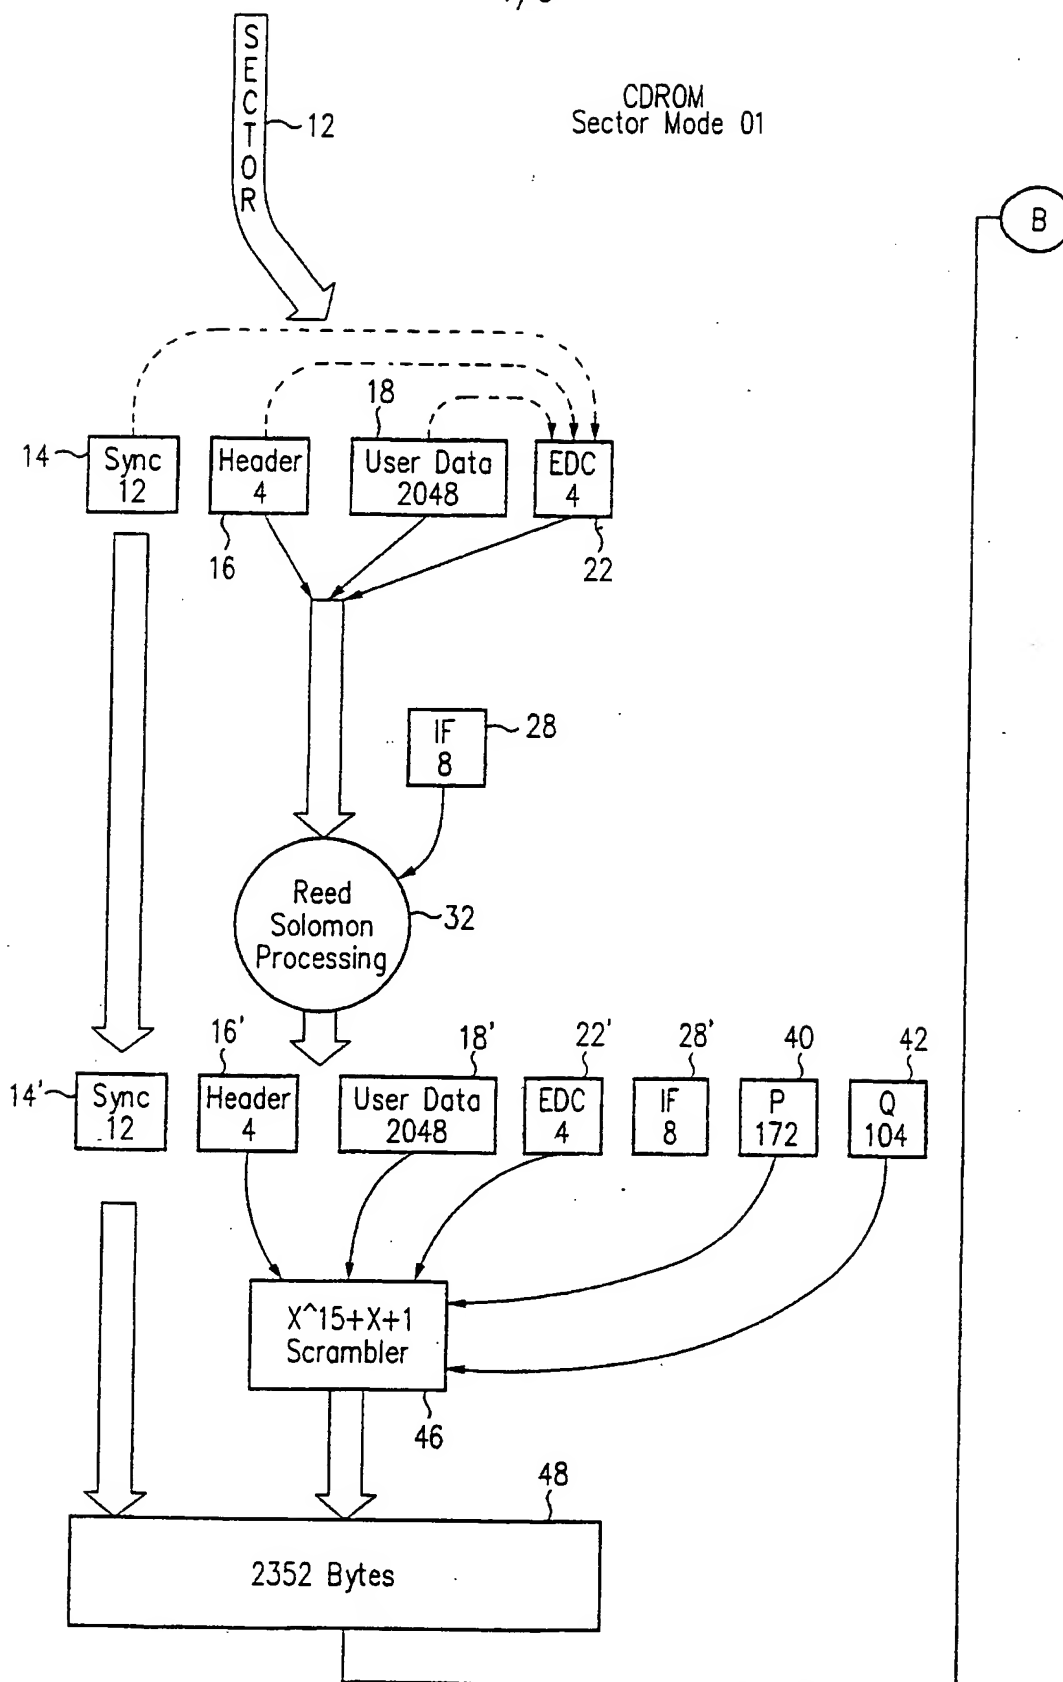 SECTOR
12
CDROM
Sector Mode 01
B
18
14
Sync
12
Header
4
User Data
2048
EDC
4
16
22
IF
8
28
Reed
Solomon
Processing
32
16'
18'
22'
28'
40
42
14'
Sync
12
Header
4
User Data
2048
EDC
4
IF
8
P
172
Q
104
X^15+X+1
Scrambler
46
48
2352 Bytes